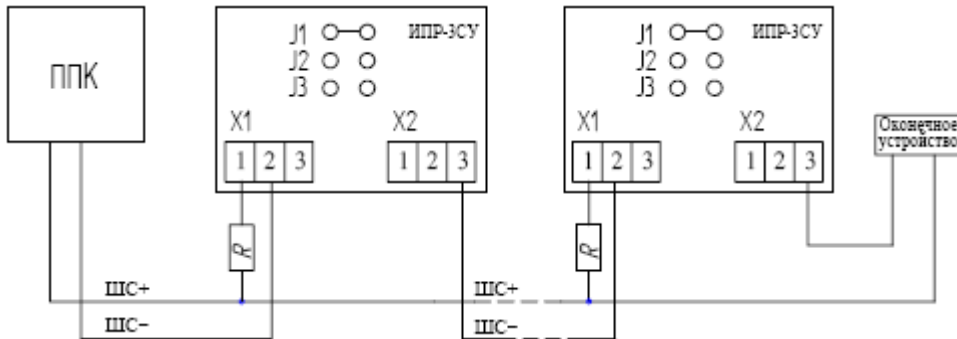 ППК
J1 ИПР-3СУ
J2
J3
X1 X2
1 2 3 1 2 3
R
J1 ИПР-3СУ
J2
J3
X1 X2
1 2 3 1 2 3
R
Оконечное
устройство
ШС+ ШС+
ШС− ШС−